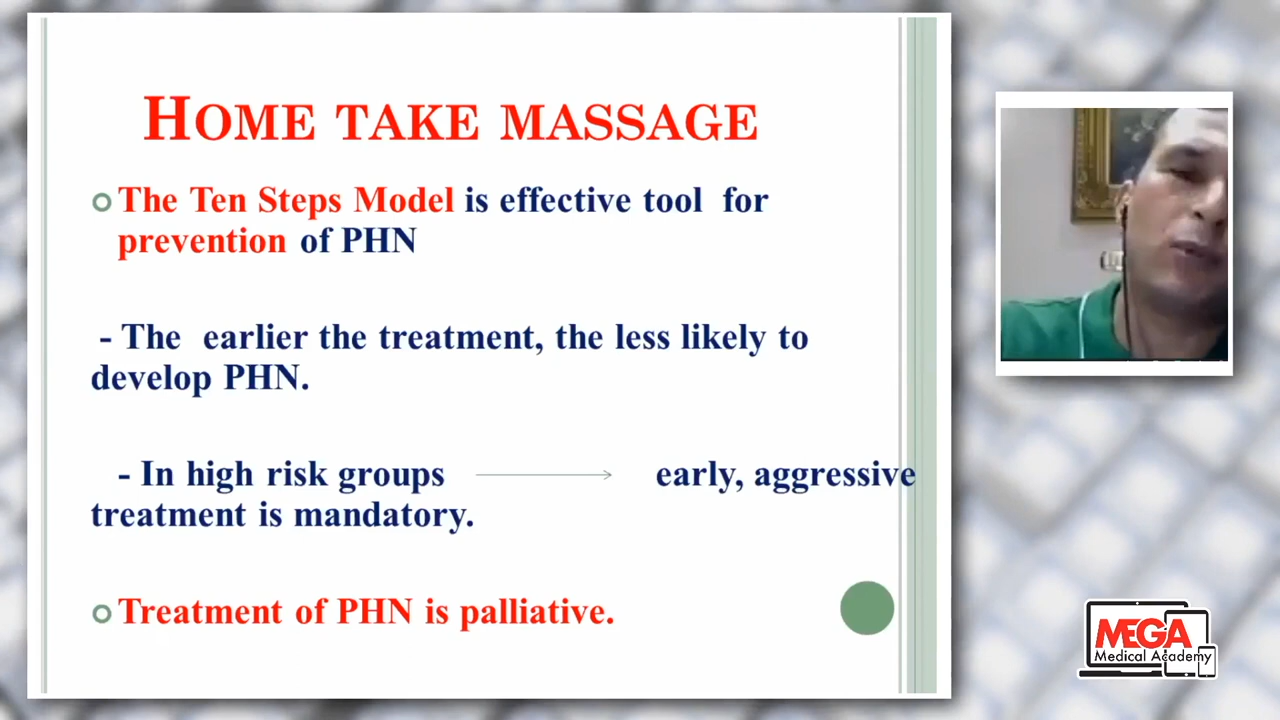 HOME TAKE MASSAGE
The Ten Steps Model is effective tool for
prevention of PHN
- The earlier the treatment, the less likely to
develop PHN.
- In high risk groups early, aggressive
treatment is mandatory.
Treatment of PHN is palliative.
MEGA
Medical Academy